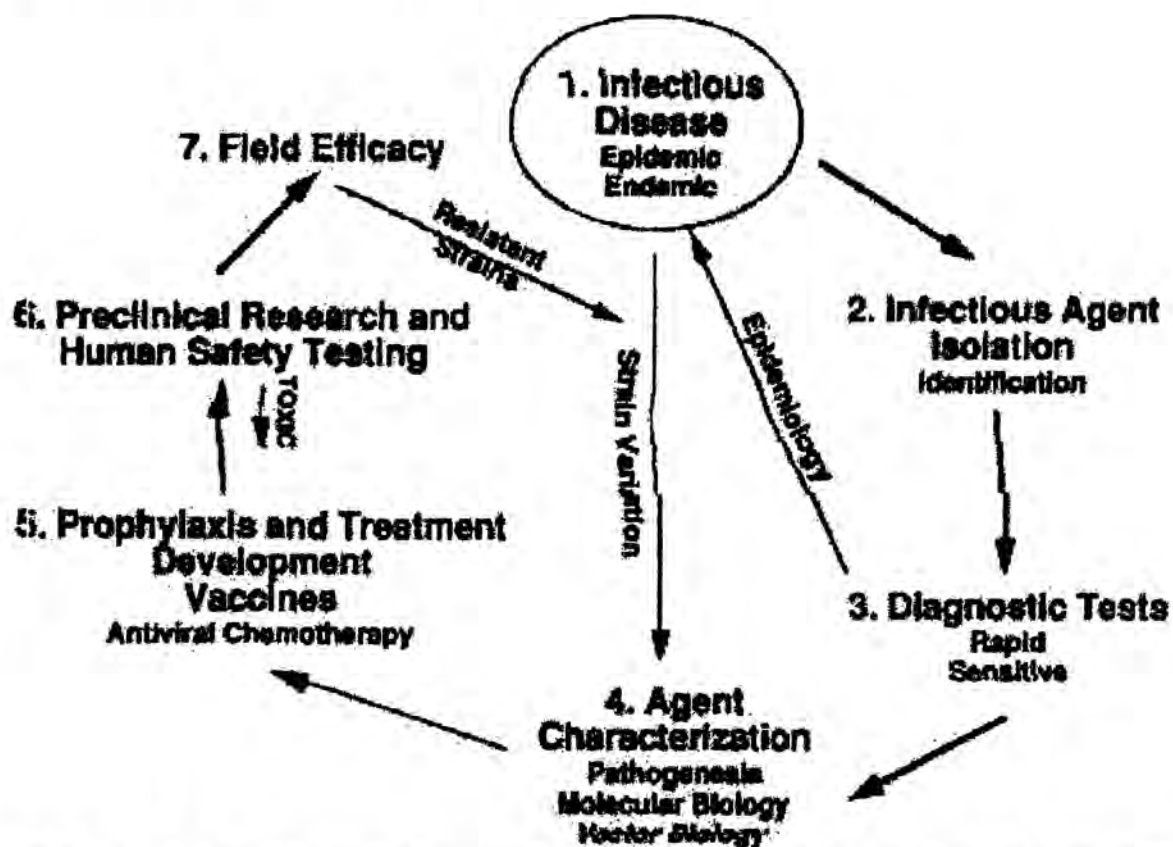 1. Infectious
Disease
Epidemic
Endemic
7. Field Efficacy
Resistant
Strains
6. Preclinical Research and
Human Safety Testing
Toxic
2. Infectious Agent
Isolation
Identification
Epidemiology
Strain Variation
5. Prophylaxis and Treatment
Development
Vaccines
Antiviral Chemotherapy
3. Diagnostic Tests
Rapid
Sensitive
4. Agent
Characterization
Pathogenesis
Molecular Biology
Vector Biology